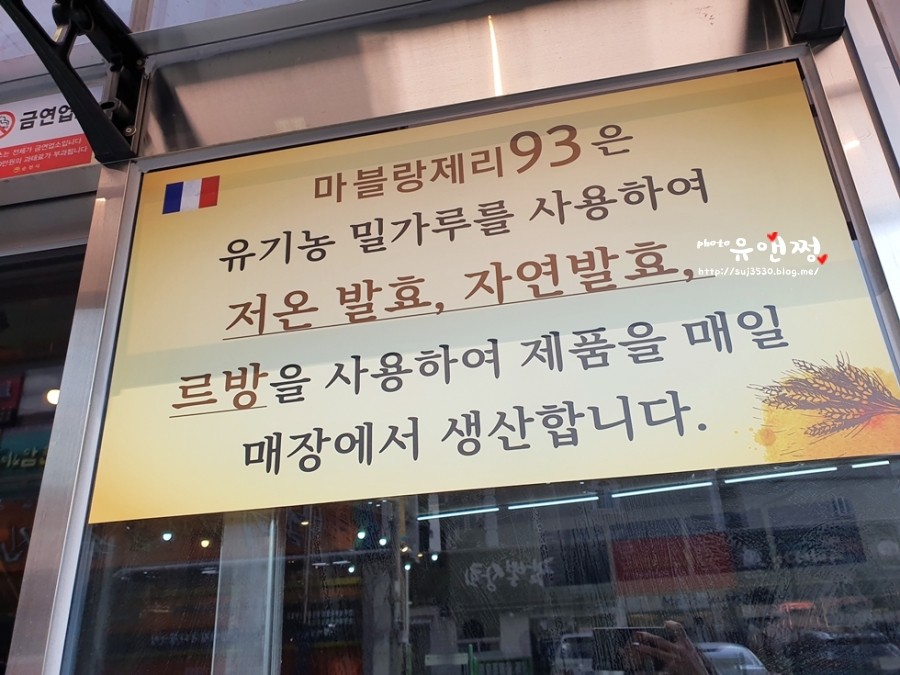 금연업
마블랑제리93은
유기농 밀가루를 사용하여
저온 발효, 자연발효,
르방을 사용하여 제품을 매일
매장에서 생산합니다.
photo 유앤쩡
http://suj3530.blog.me/